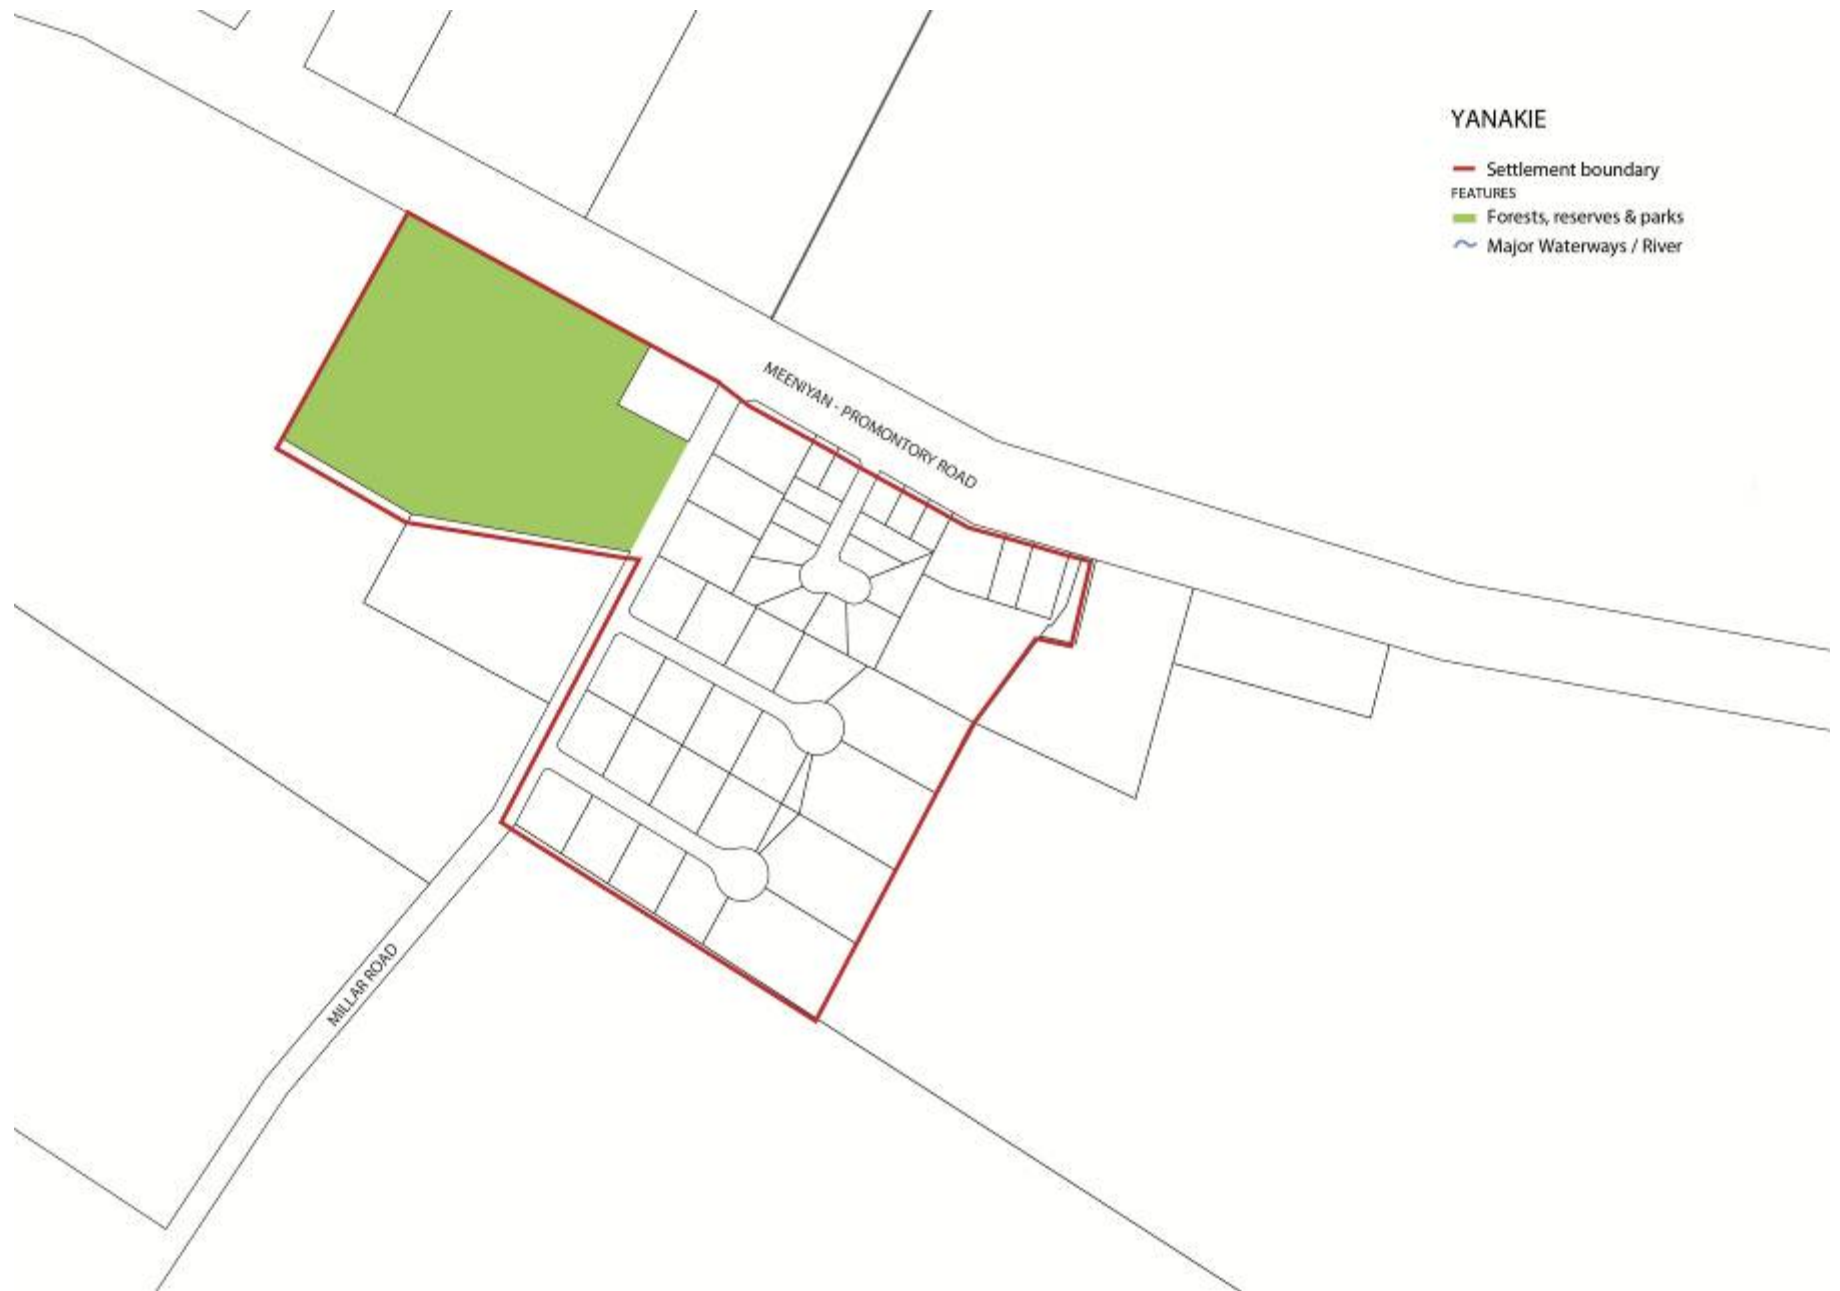 YANAKIE
Settlement boundary
FEATURES
Forests, reserves & parks
Major Waterways / River
MEENIYAN - PROMONTORY ROAD
MILLAR ROAD